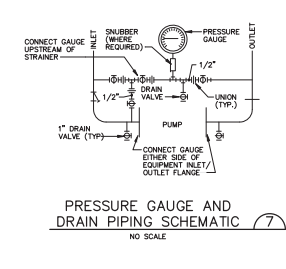 INLET
OUTLET
SNUBBER
(WHERE
REQUIRED)
PRESSURE
GAUGE
CONNECT GAUGE
UPSTREAM OF
STRAINER
1/2"
1/2"
DRAIN
VALVE
UNION
(TYP.)
1" DRAIN
VALVE (TYP)
PUMP
CONNECT GAUGE
EITHER SIDE OF
EQUIPMENT INLET/
OUTLET FLANGE
PRESSURE GAUGE AND
DRAIN PIPING SCHEMATIC
7
NO SCALE